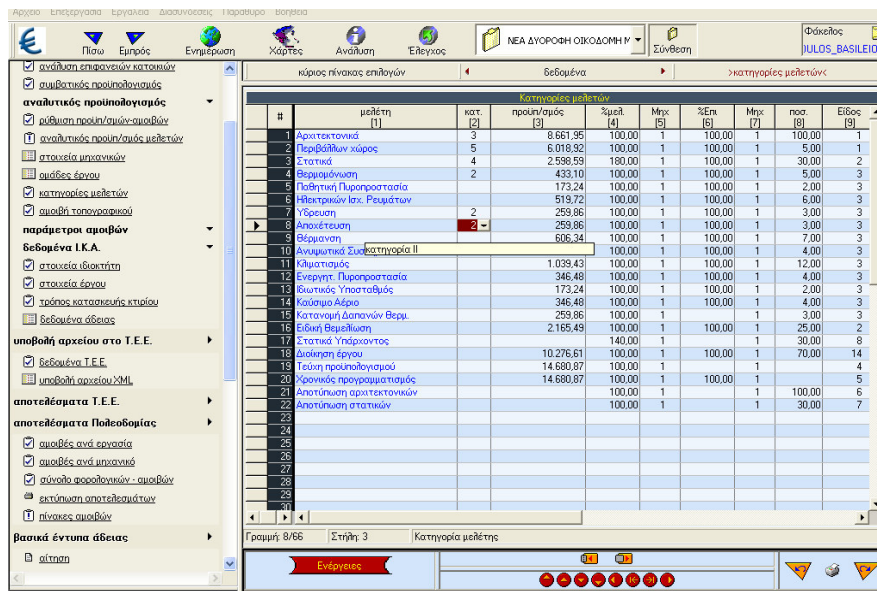 Αρχείο Επεξεργασία Εργαλεία Διασυνδέσεις Παράθυρο Βοήθεια
Πίσω Εμπρός Ενημέρωση Χάρτες Ανάλυση Έλεγχος ΝΕΑ ΔΥΟΡΟΦΗ ΟΙΚΟΔΟΜΗ Μ Σύνθεση Φάκελος
JULOS_BASILEIO
κύριος πίνακας επιλογών δεδομένα >κατηγορίες μελετών<
ανάλυση επιφανειών κατοικιών
συμβατικός προϋπολογισμός
αναλυτικός προϋπολογισμός
ρύθμιση προϋπ/σμών-αμοιβών
αναλυτικός προϋπ/σμός μελετών
στοιχεία μηχανικών
ομάδες έργου
κατηγορίες μελετών
αμοιβή τοπογραφικού
παράμετροι αμοιβών
δεδομένα Ι.Κ.Α.
στοιχεία ιδιοκτήτη
στοιχεία έργου
τρόπος κατασκευής κτιρίου
δεδομένα άδειας
υποβολή αρχείου στο Τ.Ε.Ε.
δεδομένα Τ.Ε.Ε.
υποβολή αρχείου XML
αποτελέσματα Τ.Ε.Ε.
αποτελέσματα Πολεοδομίας
αμοιβές ανά εργασία
αμοιβές ανά μηχανικό
σύνολο φορολογικών - αμοιβών
εκτύπωση αποτελεσμάτων
πίνακες αμοιβών
βασικά έντυπα άδειας
αίτηση
Κατηγορίες μελετών
# μελέτη κατ. προϋπ/σμός %μελ. Μηχ %Επι Μηχ ποσ. Είδος
[1] [2] [3] [4] [5] [6] [7] [8] [9]
1 Αρχιτεκτονικά 3 8.661,95 100,00 1 100,00 1 100,00 1
2 Περιβάλλων χώρος 5 6.018,92 100,00 1 100,00 1 5,00 1
3 Στατικά 4 2.598,59 180,00 1 100,00 1 30,00 2
4 Θερμομόνωση 2 433,10 100,00 1 100,00 1 5,00 3
5 Παθητική Πυροπροστασία 173,24 100,00 1 100,00 1 2,00 3
6 Ηλεκτρικών Ισχ. Ρευμάτων 519,72 100,00 1 100,00 1 6,00 3
7 Υδρευση 2 259,86 100,00 1 100,00 1 3,00 3
8 Αποχέτευση 2 259,86 100,00 1 100,00 1 3,00 3
9 Θέρμανση 606,34 100,00 1 100,00 1 7,00 3
10 Ανυψωτικά Συσ 100,00 1 100,00 1 4,00 3
κατηγορία ΙΙ
11 Κλιματισμός 1.039,43 100,00 1 100,00 1 12,00 3
12 Ενεργητ. Πυροπροστασία 346,48 100,00 1 100,00 1 4,00 3
13 Ιδιωτικός Υποσταθμός 173,24 100,00 1 100,00 1 2,00 3
14 Καύσιμο Αέριο 346,48 100,00 1 100,00 1 4,00 3
15 Κατανομή Δαπανών Θερμ. 259,86 100,00 1 1 3,00 3
16 Ειδική Θεμελίωση 2.165,49 100,00 1 100,00 1 25,00 2
17 Στατικά Υπάρχοντος 140,00 1 1 30,00 8
18 Διοίκηση έργου 10.276,61 100,00 1 100,00 1 70,00 14
19 Τεύχη προϋπολογισμού 14.680,87 100,00 1 1 4
20 Χρονικός προγραμματισμός 14.680,87 100,00 1 100,00 1 5
21 Αποτύπωση αρχιτεκτονικών 100,00 1 1 100,00 6
22 Αποτύπωση στατικών 100,00 1 1 30,00 7
23
24
25
26
27
28
29
30
Γραμμή: 8/66 Στήλη: 3 Κατηγορία μελέτης
Ενέργειες